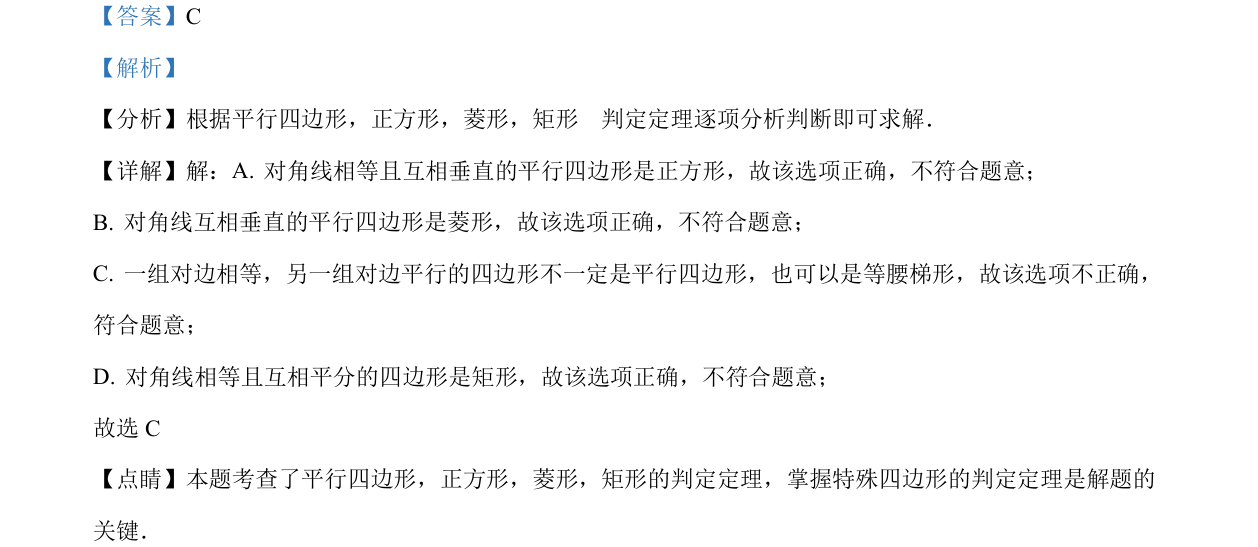 【答案】C
【解析】
【分析】根据平行四边形，正方形，菱形，矩形　判定定理逐项分析判断即可求解．
【详解】解：A. 对角线相等且互相垂直的平行四边形是正方形，故该选项正确，不符合题意；
B. 对角线互相垂直的平行四边形是菱形，故该选项正确，不符合题意；
C. 一组对边相等，另一组对边平行的四边形不一定是平行四边形，也可以是等腰梯形，故该选项不正确，
符合题意；
D. 对角线相等且互相平分的四边形是矩形，故该选项正确，不符合题意；
故选 C
【点睛】本题考查了平行四边形，正方形，菱形，矩形的判定定理，掌握特殊四边形的判定定理是解题的
关键．